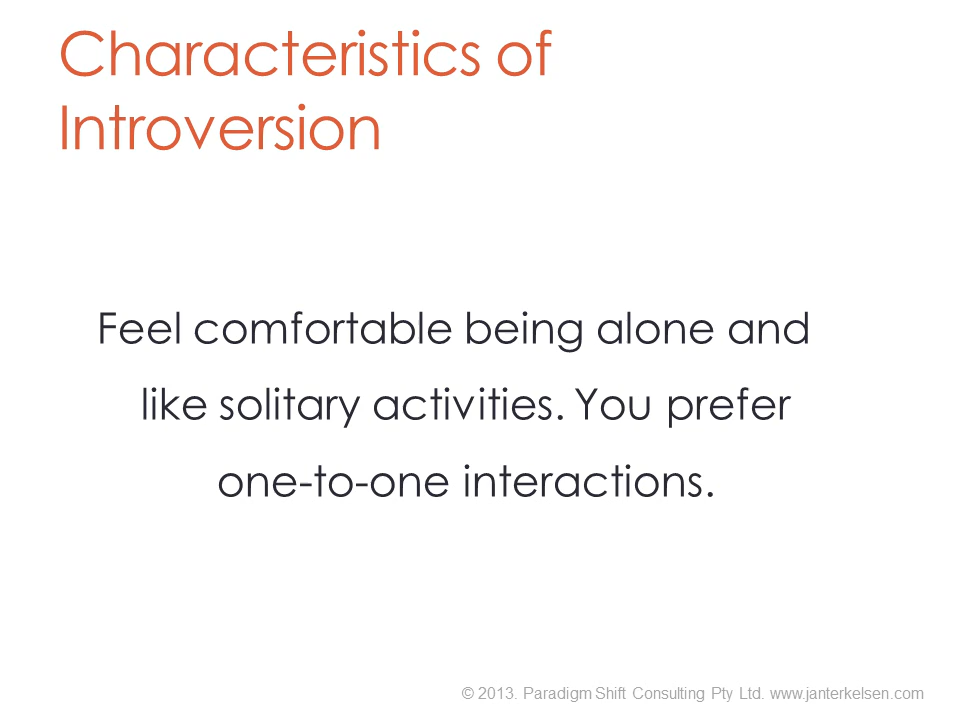 Characteristics of
Introversion
Feel comfortable being alone and
like solitary activities. You prefer
one-to-one interactions.
© 2013. Paradigm Shift Consulting Pty Ltd. www.janterkelsen.com